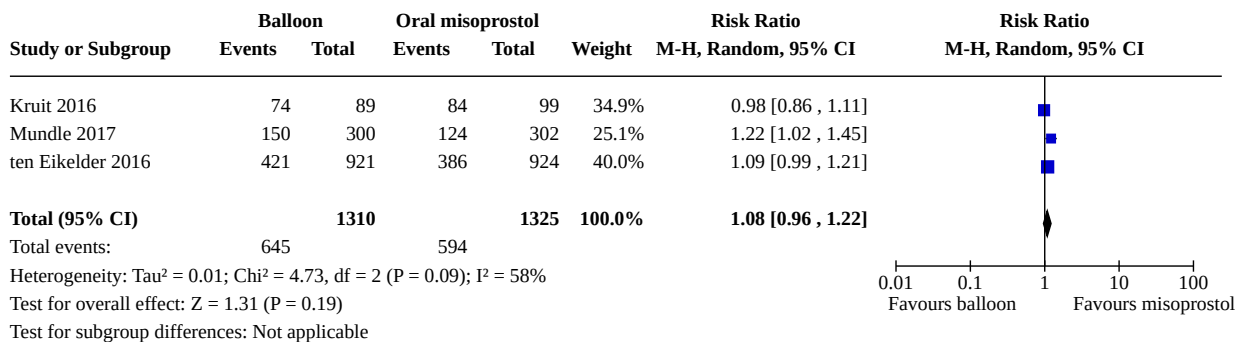 Balloon Oral misoprostol Risk Ratio Risk Ratio
Study or Subgroup Events Total Events Total Weight M-H, Random, 95% CI M-H, Random, 95% CI
Kruit 2016 74 89 84 99 34.9% 0.98 [0.86 , 1.11]
Mundle 2017 150 300 124 302 25.1% 1.22 [1.02 , 1.45]
ten Eikelder 2016 421 921 386 924 40.0% 1.09 [0.99 , 1.21]
Total (95% CI) 1310 1325 100.0% 1.08 [0.96 , 1.22]
Total events: 645 594
Heterogeneity: Tau² = 0.01; Chi² = 4.73, df = 2 (P = 0.09); I² = 58%
0.01 0.1 1 10 100
Test for overall effect: Z = 1.31 (P = 0.19)
Favours balloon Favours misoprostol
Test for subgroup differences: Not applicable